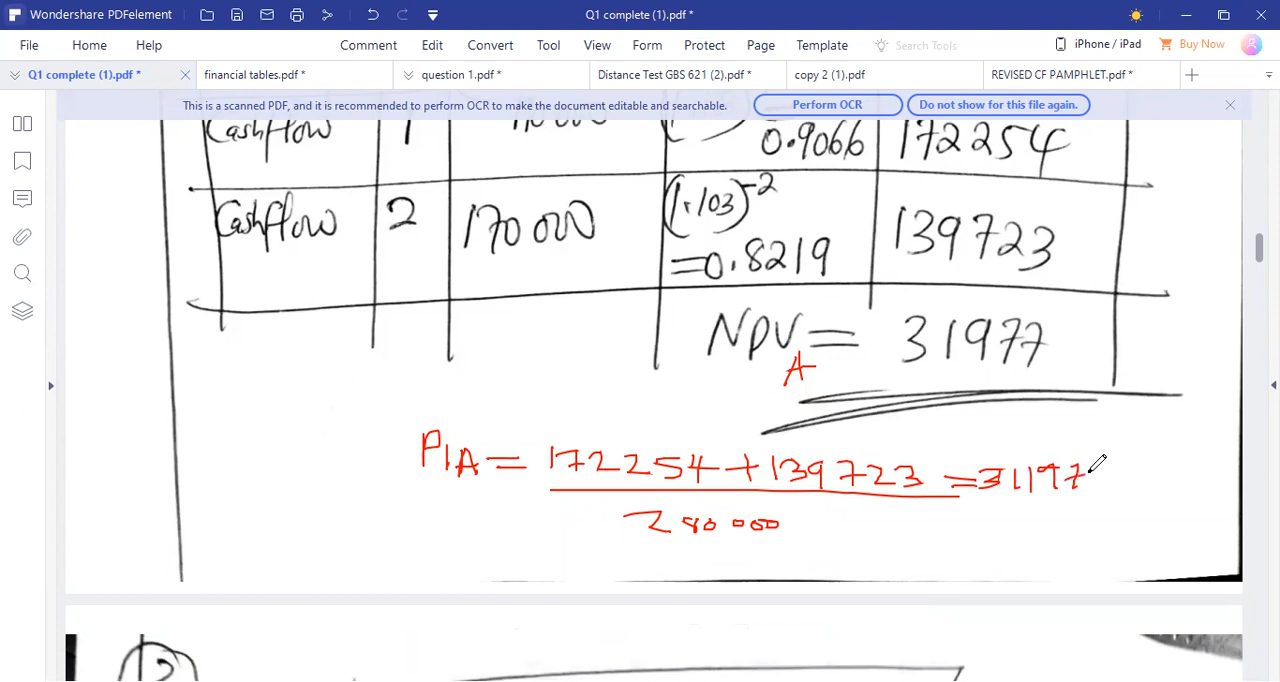 Wondershare PDFelement
Q1 complete (1).pdf *
File Home Help Comment Edit Convert Tool View Form Protect Page Template Search Tools iPhone / iPad Buy Now
Q1 complete (1).pdf * financial tables.pdf * question 1.pdf * Distance Test GBS 621 (2).pdf * copy 2 (1).pdf REVISED CF PAMPHLET.pdf *
This is a scanned PDF, and it is recommended to perform OCR to make the document editable and searchable. Perform OCR Do not show for this file again.
Cashflow 1 0.9066 172254
Cashflow 2 170 000 (1.103)^-2 =0.8219 139723
NPV A = 31977
PI A = 172254+139723 =31197
280 000